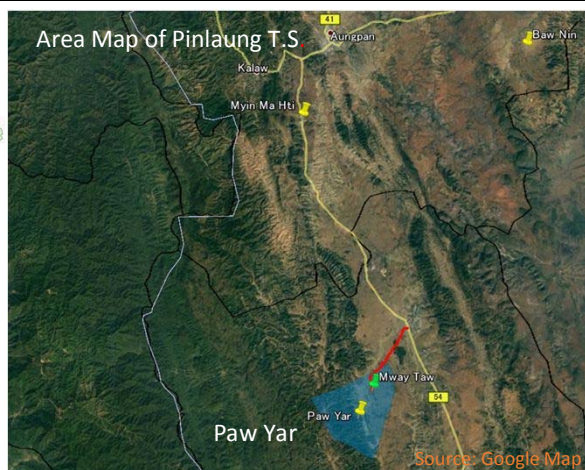 41
Area Map of Pinlaung T.S
Aungpan
Baw Nin
Kalaw
Myin Ma Hti
Mway Taw
54
Paw Yar
Paw Yar
Source: Google Map